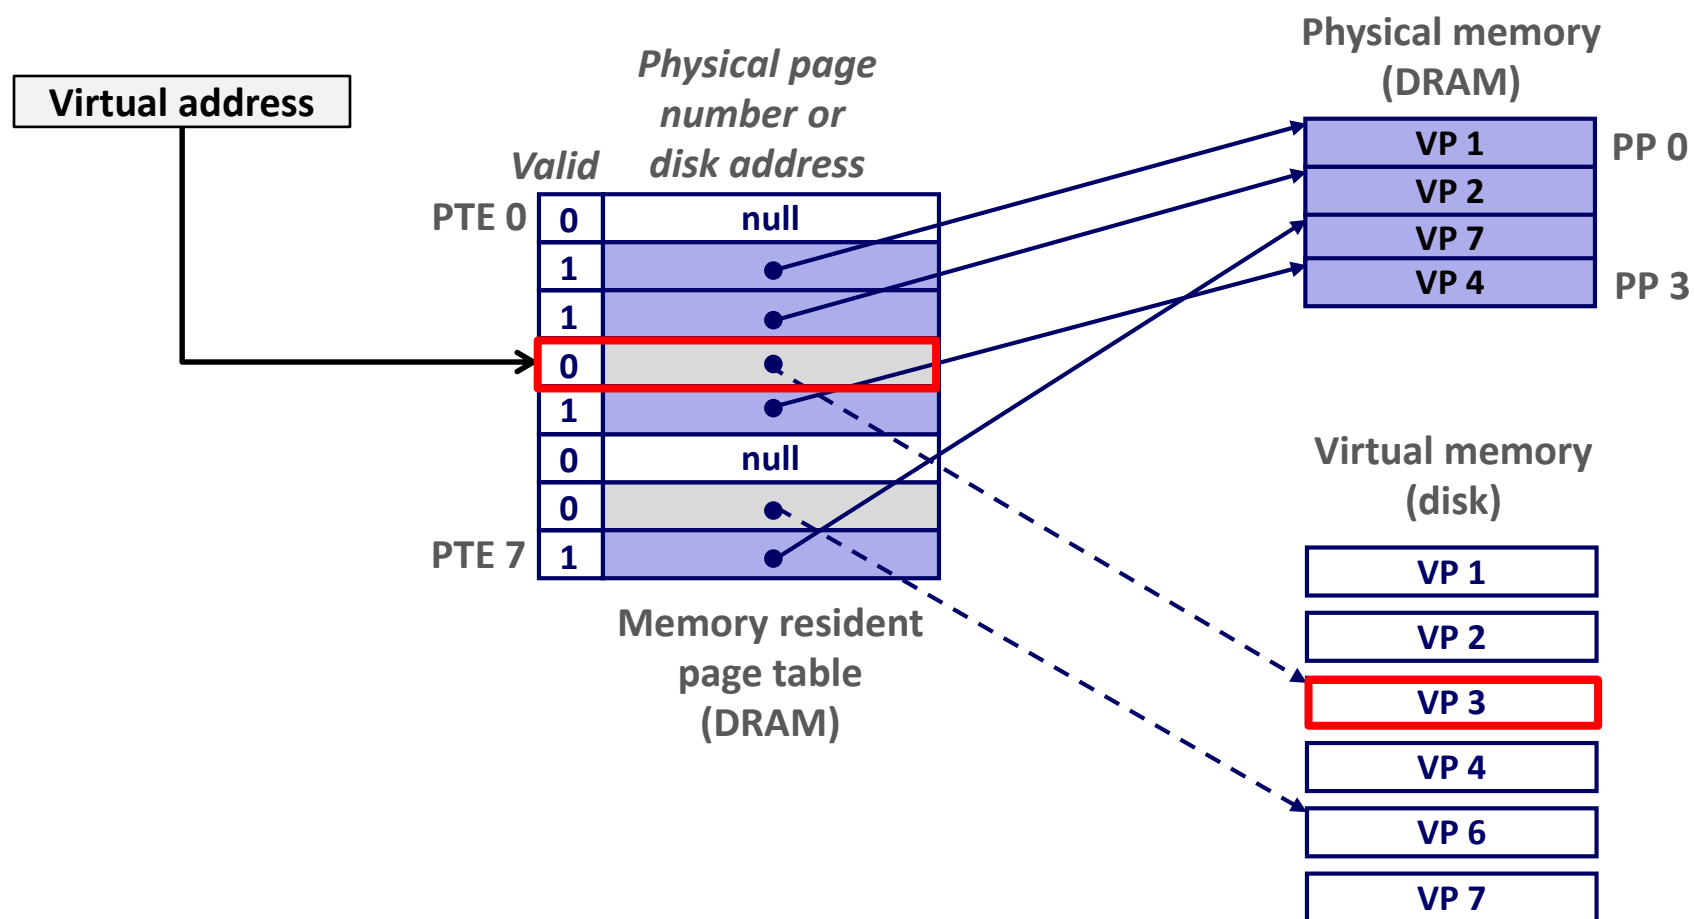 Virtual address
Physical page
number or
disk address
Valid
PTE 0
0
null
1
1
0
1
0
null
0
PTE 7
1
Memory resident
page table
(DRAM)
Physical memory
(DRAM)
VP 1
PP 0
VP 2
VP 7
VP 4
PP 3
Virtual memory
(disk)
VP 1
VP 2
VP 3
VP 4
VP 6
VP 7